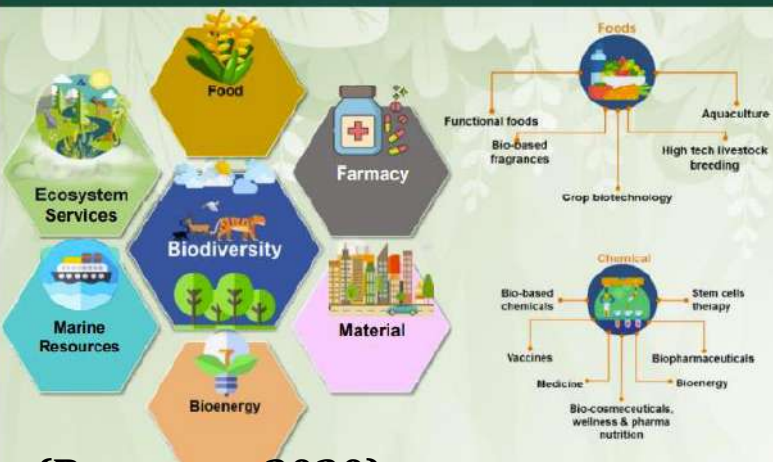 Food
Ecosystem
Services
Farmacy
Biodiversity
Marine
Resources
Material
Bioenergy
Foods
Functional foods
Bio-based
fragrances
Aquaculture
High tech livestock
breeding
Crop biotechnology
Chemical
Bio-based
chemicals
Stem cells
therapy
Vaccines
Biopharmaceuticals
Medicine
Bioenergy
Bio-cosmeceuticals,
wellness & pharma
nutrition
2020)